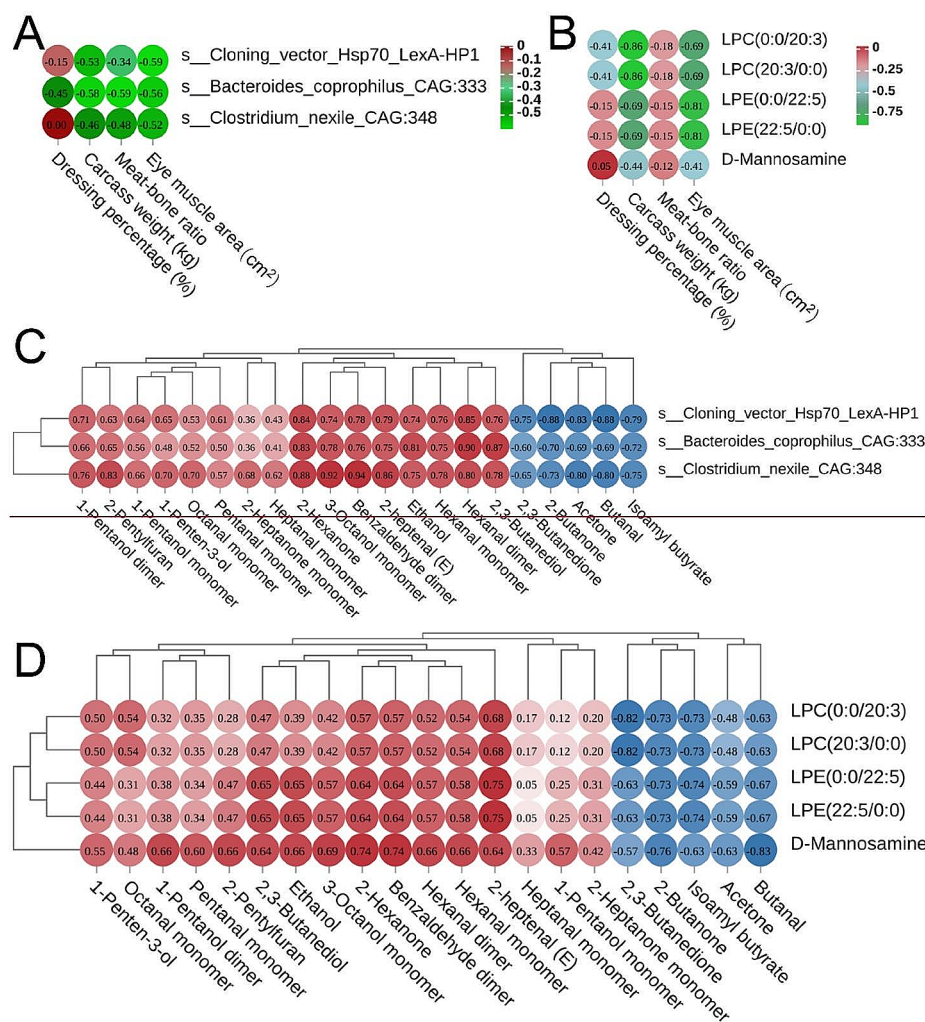 A
-0.15 -0.53 -0.34 -0.59 s__Cloning_vector_Hsp70_LexA-HP1
-0.45 -0.58 -0.59 -0.56 s__Bacteroides_coprophilus_CAG:333
0.00 -0.46 -0.48 -0.52 s__Clostridium_nexile_CAG:348
0
-0.1
-0.2
-0.3
-0.4
-0.5
Dressing percentage (%)
Carcass weight (kg)
Meat-bone ratio
Eye muscle area (cm2)
B
-0.41 -0.86 -0.18 -0.69 LPC(0:0/20:3)
-0.41 -0.86 -0.18 -0.69 LPC(20:3/0:0)
-0.15 -0.69 -0.15 -0.81 LPE(0:0/22:5)
-0.15 -0.69 -0.15 -0.81 LPE(22:5/0:0)
0.05 -0.44 -0.12 -0.41 D-Mannosamine
0
-0.25
-0.5
-0.75
Dressing percentage (%)
Carcass weight (kg)
Meat-bone ratio
Eye muscle area (cm2)
C
0.71 0.63 0.64 0.65 0.53 0.61 0.36 0.43 0.84 0.74 0.78 0.79 0.74 0.76 0.85 0.76 -0.75 -0.88 -0.83 -0.88 -0.79 s__Cloning_vector_Hsp70_LexA-HP1
0.66 0.65 0.56 0.48 0.52 0.50 0.36 0.41 0.83 0.78 0.76 0.75 0.81 0.75 0.90 0.87 -0.60 -0.70 -0.69 -0.69 -0.72 s__Bacteroides_coprophilus_CAG:333
0.76 0.83 0.66 0.70 0.70 0.57 0.68 0.62 0.88 0.92 0.94 0.86 0.75 0.78 0.80 0.78 -0.65 -0.73 -0.80 -0.80 -0.75 s__Clostridium_nexile_CAG:348
1-Pentanol dimer
2-Pentylfuran
1-Pentanol monomer
1-Penten-3-ol
Octanal monomer
Pentanal monomer
2-Heptanone monomer
Heptanal monomer
2-Hexanone
3-Octanol monomer
Benzaldehyde dimer
2-heptenal (E)
Ethanol
Hexanal monomer
Hexanal dimer
2,3-Butanediol
2,3-Butanedione
2-Butanone
Acetone
Butanal
Isoamyl butyrate
D
0.50 0.54 0.32 0.35 0.28 0.47 0.39 0.42 0.57 0.57 0.52 0.54 0.68 0.17 0.12 0.20 -0.82 -0.73 -0.73 -0.48 -0.63 LPC(0:0/20:3)
0.50 0.54 0.32 0.35 0.28 0.47 0.39 0.42 0.57 0.57 0.52 0.54 0.68 0.17 0.12 0.20 -0.82 -0.73 -0.73 -0.48 -0.63 LPC(20:3/0:0)
0.44 0.31 0.38 0.34 0.47 0.65 0.65 0.57 0.64 0.64 0.57 0.58 0.75 0.05 0.25 0.31 -0.63 -0.73 -0.74 -0.59 -0.67 LPE(0:0/22:5)
0.44 0.31 0.38 0.34 0.47 0.65 0.65 0.57 0.64 0.64 0.57 0.58 0.75 0.05 0.25 0.31 -0.63 -0.73 -0.74 -0.59 -0.67 LPE(22:5/0:0)
0.55 0.48 0.66 0.60 0.66 0.64 0.66 0.69 0.74 0.74 0.66 0.66 0.64 0.33 0.57 0.42 -0.57 -0.76 -0.63 -0.63 -0.83 D-Mannosamine
1-Penten-3-ol
Octanal monomer
1-Pentanol dimer
Pentanal monomer
2-Pentylfuran
2,3-Butanediol
Ethanol
3-Octanol monomer
2-Hexanone
Benzaldehyde dimer
Hexanal dimer
Hexanal monomer
2-heptenal (E)
Heptanal monomer
1-Pentanol monomer
2-Heptanone monomer
2,3-Butanedione
2-Butanone
Isoamyl butyrate
Acetone
Butanal